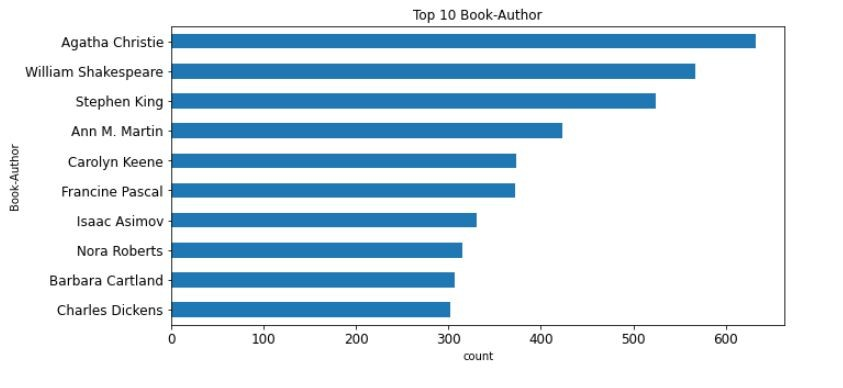 Top 10 Book-Author
Agatha Christie
William Shakespeare
Stephen King
Ann M. Martin
Carolyn Keene
Francine Pascal
Isaac Asimov
Nora Roberts
Barbara Cartland
Charles Dickens
Book-Author
0 100 200 300 400 500 600
count